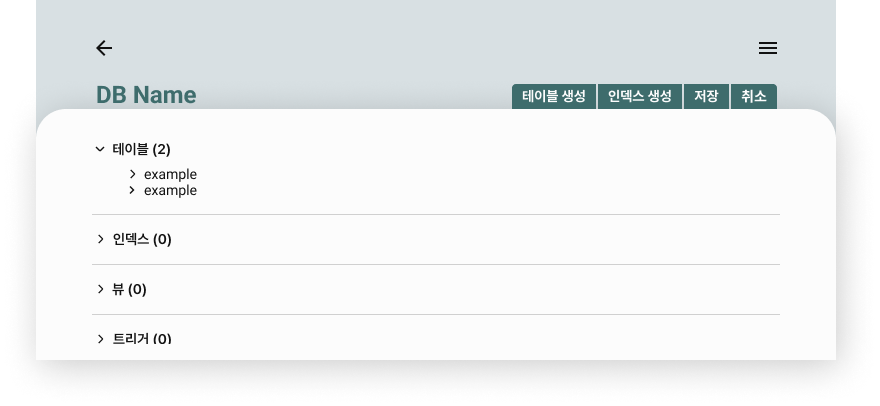 DB Name
테이블 생성 인덱스 생성 저장 취소
테이블 (2)
example
example
인덱스 (0)
뷰 (0)
트리거 (0)